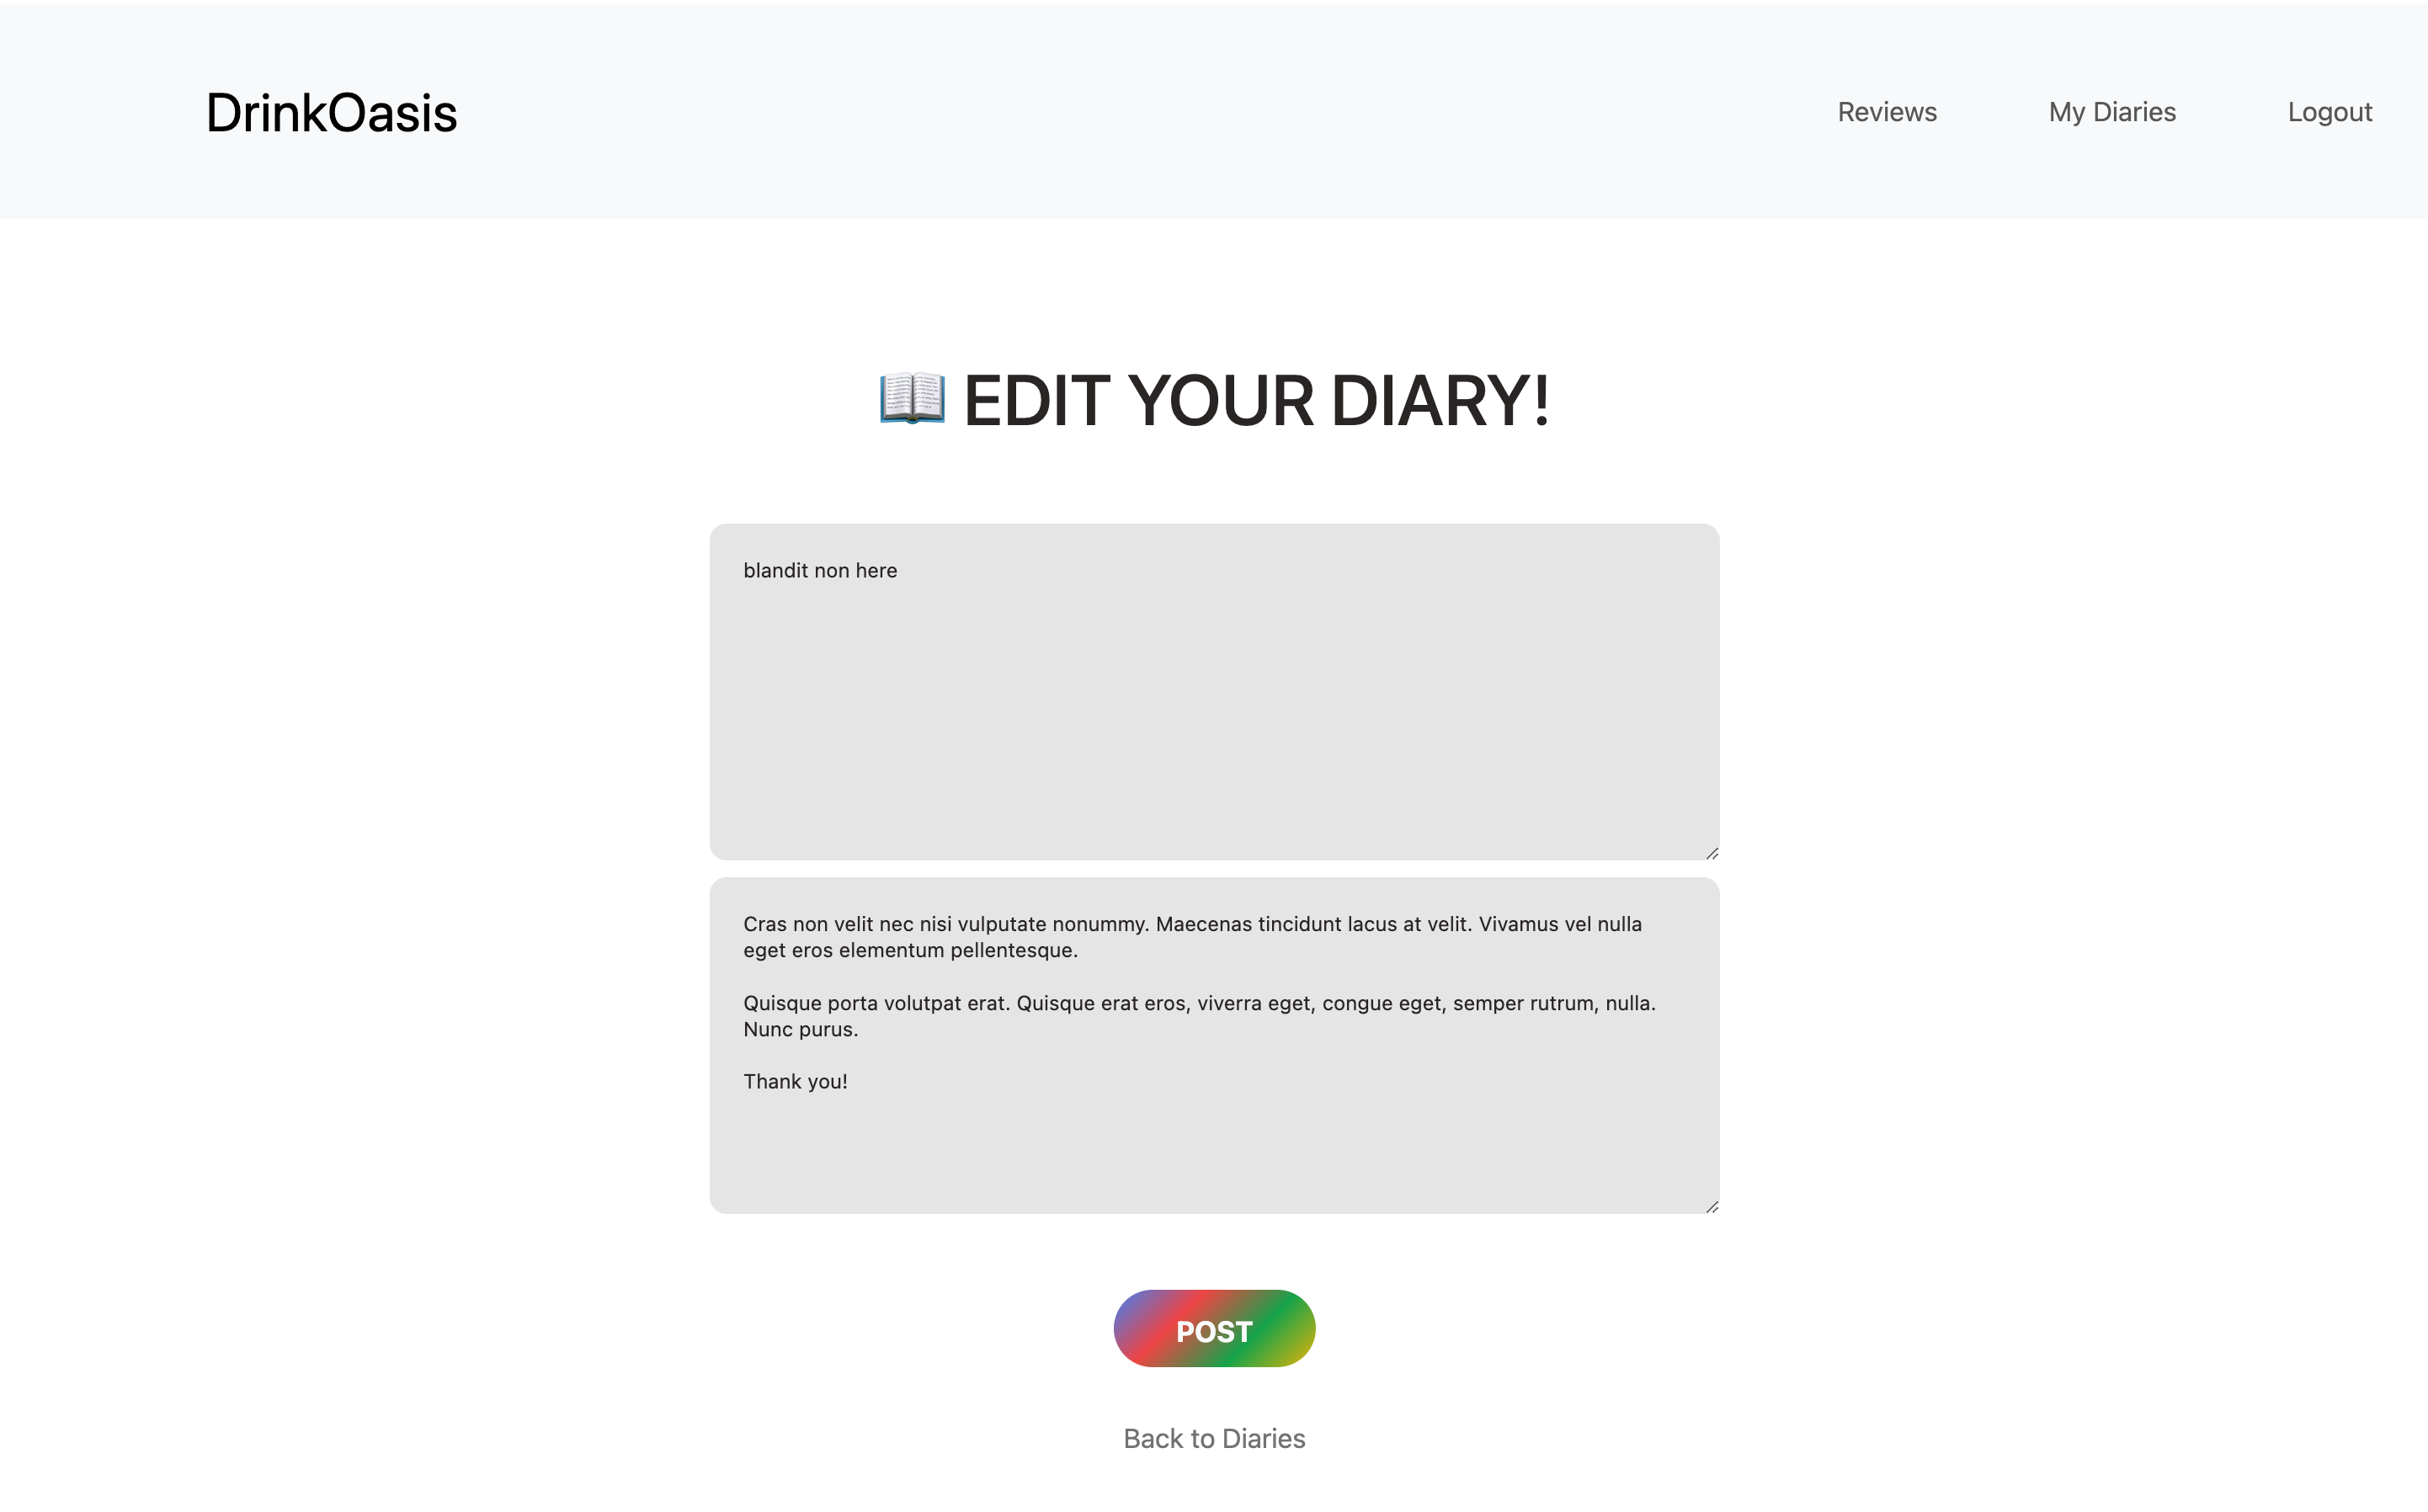 DrinkOasis
Reviews
My Diaries
Logout
📖 EDIT YOUR DIARY!
blandit non here
Cras non velit nec nisi vulputate nonummy. Maecenas tincidunt lacus at velit. Vivamus vel nulla
eget eros elementum pellentesque.
Quisque porta volutpat erat. Quisque erat eros, viverra eget, congue eget, semper rutrum, nulla.
Nunc purus.
Thank you!
POST
Back to Diaries